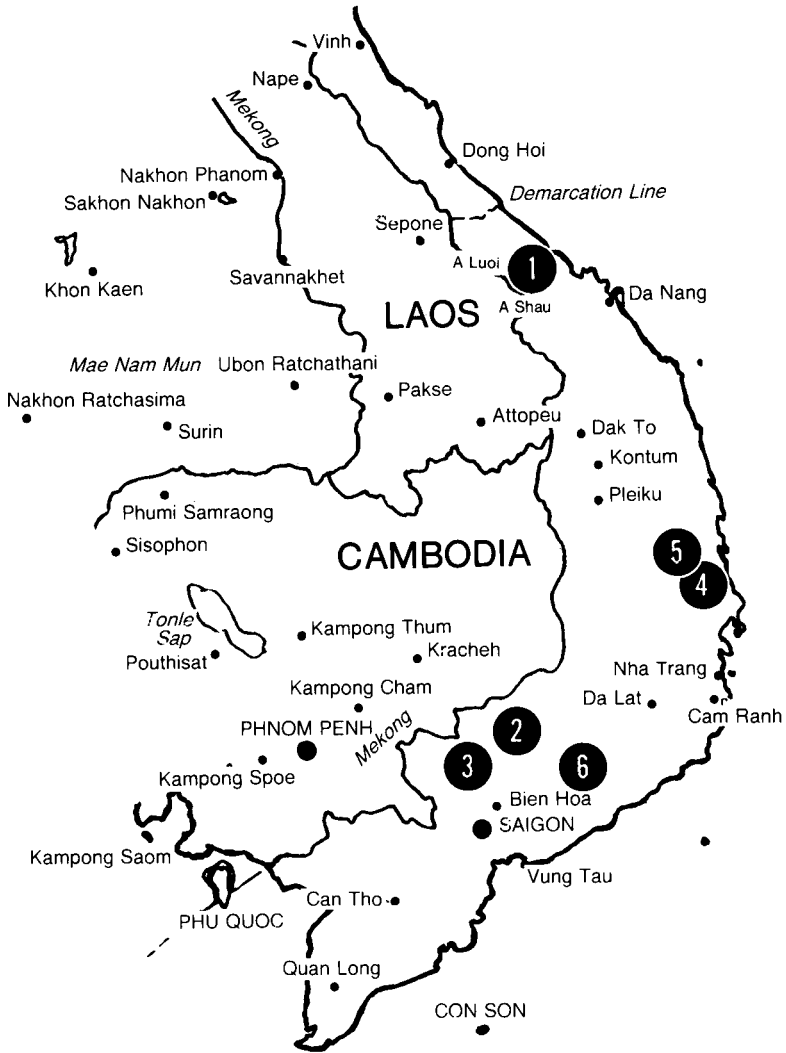 Vinh
Nape
Mekong
Dong Hoi
Nakhon Phanom
Sakhon Nakhon
Demarcation Line
Sepone
A Luoi
1
Khon Kaen
Savannakhet
A Shau
Da Nang
LAOS
Mae Nam Mun
Ubon Ratchathani
Nakhon Ratchasima
Pakse
Surin
Attopeu
Dak To
Kontum
Pleiku
Phumi Samraong
Sisophon
CAMBODIA
5
4
Tonle
Sap
Kampong Thum
Pouthisat
Kracheh
Nha Trang
Kampong Cham
Da Lat
Cam Ranh
PHNOM PENH
Mekong
2
3
6
Kampong Spoe
Bien Hoa
SAIGON
Kampong Saom
Vung Tau
Can Tho
PHU QUOC
Quan Long
CON SON